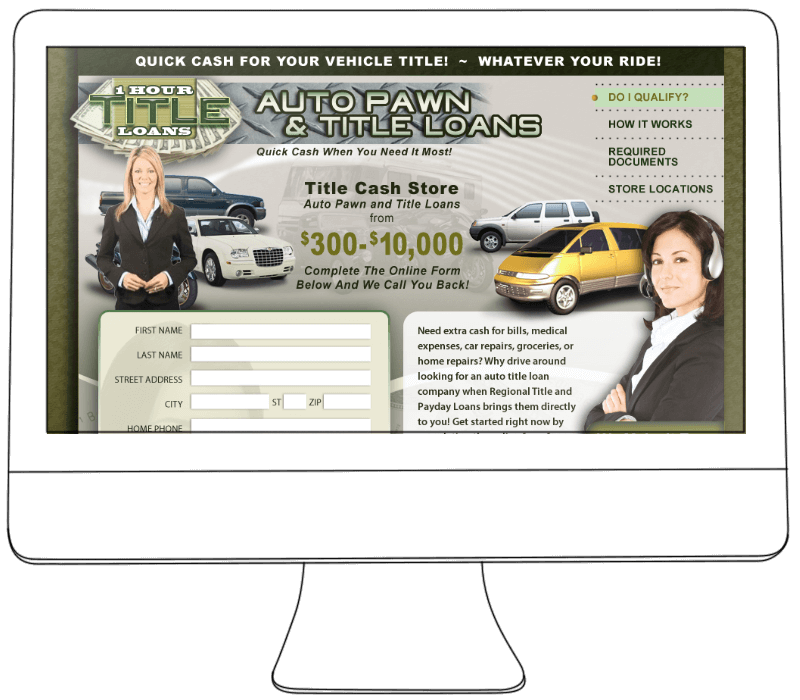 QUICK CASH FOR YOUR VEHICLE TITLE! ~ WHATEVER YOUR RIDE!
1 HOUR
TITLE
LOANS
AUTO PAWN
& TITLE LOANS
Quick Cash When You Need It Most!
DO I QUALIFY?
HOW IT WORKS
REQUIRED
DOCUMENTS
STORE LOCATIONS
Title Cash Store
Auto Pawn and Title Loans
from
$300-$10,000
Complete The Online Form
Below And We Call You Back!
FIRST NAME
LAST NAME
STREET ADDRESS
CITY ST ZIP
HOME PHONE
Need extra cash for bills, medical
expenses, car repairs, groceries, or
home repairs? Why drive around
looking for an auto title loan
company when Regional Title and
Payday Loans brings them directly
to you! Get started right now by